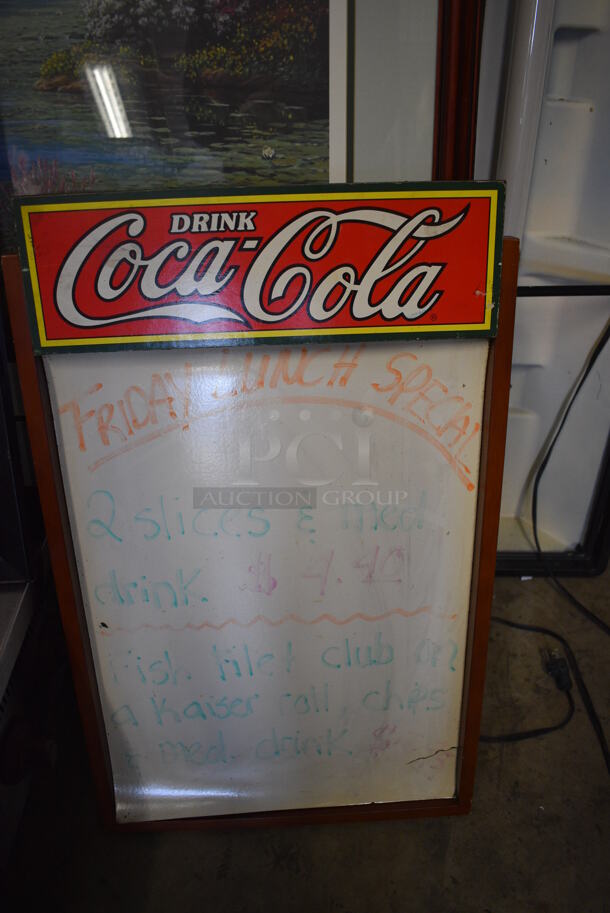 DRINK
Coca-Cola
FRIDAY LUNCH SPECIAL
PCI
AUCTION GROUP
2 slices & med.
drink $4.40
Fish filet club on
a Kaiser roll, chips
med. drink $